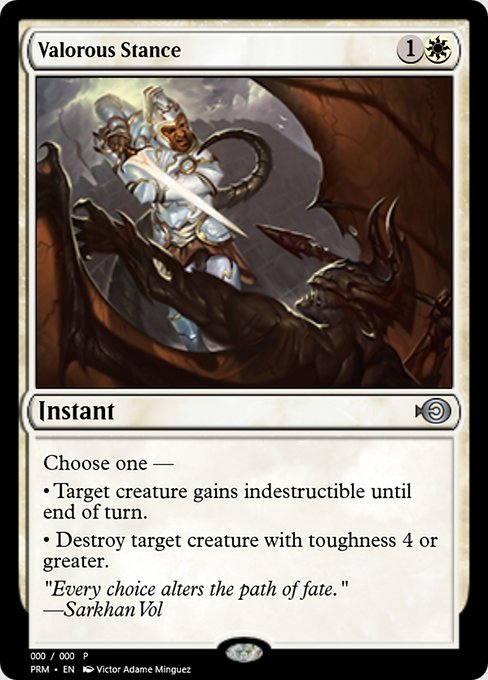 Valorous Stance 1
Instant
Choose one —
• Target creature gains indestructible until
end of turn.
• Destroy target creature with toughness 4 or
greater.
"Every choice alters the path of fate."
—Sarkhan Vol
000 / 000 P
PRM • EN Victor Adame Minguez